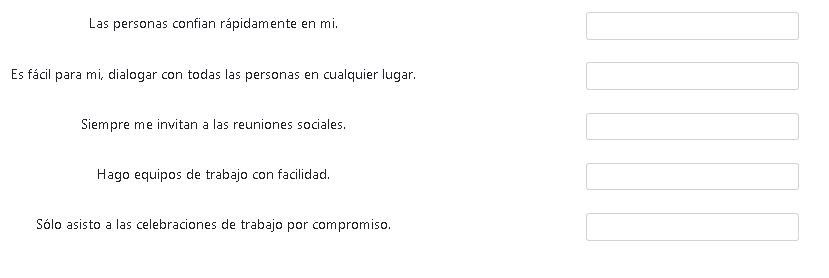 Las personas confian rápidamente en mi.
Es fácil para mi, dialogar con todas las personas en cualquier lugar.
Siempre me invitan a las reuniones sociales.
Hago equipos de trabajo con facilidad.
Sólo asisto a las celebraciones de trabajo por compromiso.